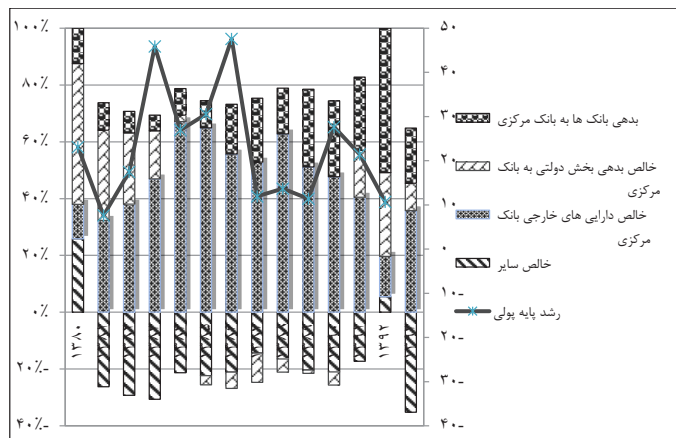 ۱۰۰٪
۸۰٪
۶۰٪
۴۰٪
۲۰٪
۰٪
۲۰٪-
۴۰٪-
۱۳۸۰
۱۳۹۲
۵۰
۴۰
۳۰
۲۰
۱۰
۰
۱۰-
۲۰-
۳۰-
۴۰-
بدهی بانک ها به بانک مرکزی
خالص بدهی بخش دولتی به بانک
مرکزی
خالص دارایی های خارجی بانک
مرکزی
خالص سایر
رشد پایه پولی